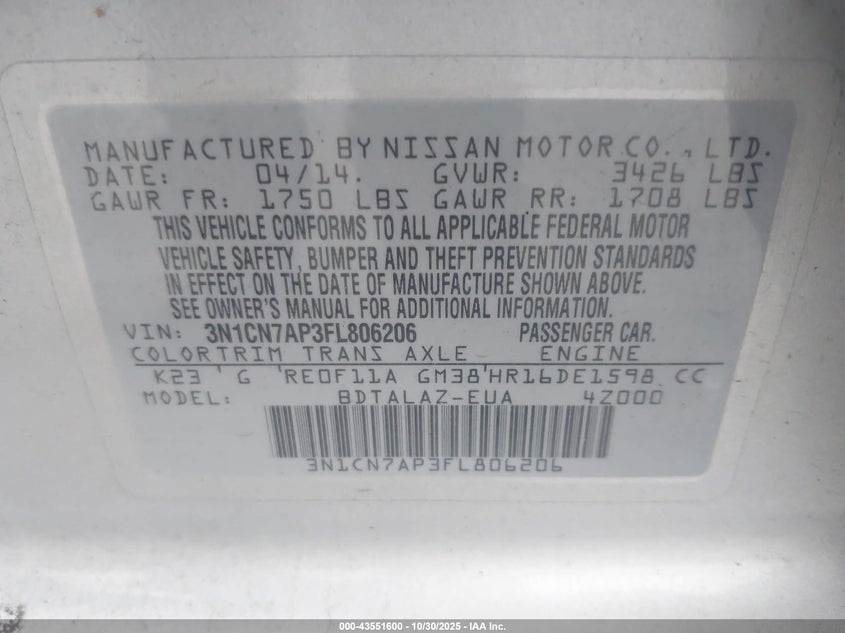 MANUFACTURED BY NISSAN MOTOR CO., LTD.
DATE: 04/14. GVWR: 3426 LBS
GAWR FR: 1750 LBS GAWR RR: 1708 LBS
THIS VEHICLE CONFORMS TO ALL APPLICABLE FEDERAL MOTOR
VEHICLE SAFETY, BUMPER AND THEFT PREVENTION STANDARDS
IN EFFECT ON THE DATE OF MANUFACTURE SHOWN ABOVE.
SEE OWNER'S MANUAL FOR ADDITIONAL INFORMATION.
VIN: 3N1CN7AP3FL806206 PASSENGER CAR.
COLORTRIM TRANS AXLE ENGINE
K23 G RE0F11A GM38 HR16DE1598 CC
MODEL: BDTALAZ-EUA 4Z000
3N1CN7AP3FL806206
000-43551600 - 10/30/2025 - IAA Inc.